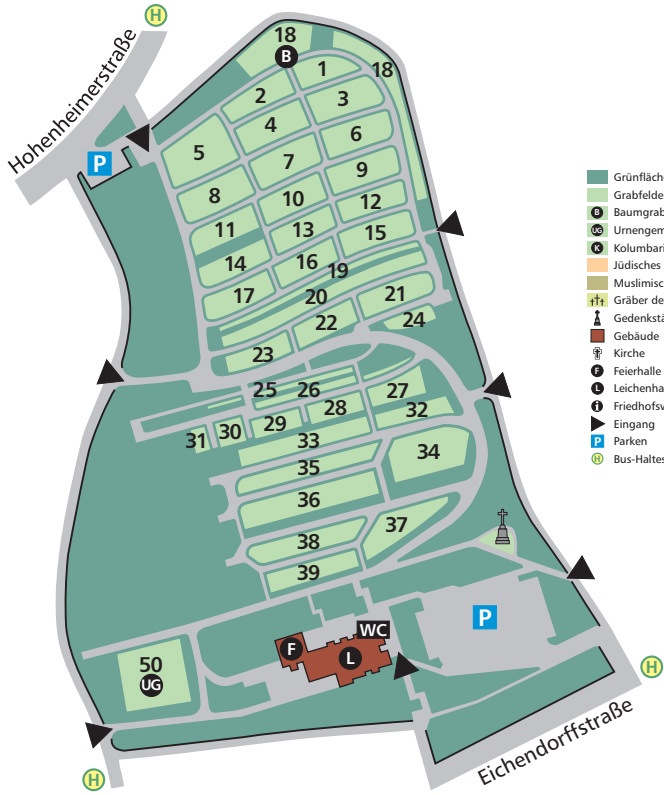 H
Hohenheimerstraße
P
18
B
1
18
2
3
4
5
6
7
8
9
10
11
12
13
14
15
16
17
19
20
21
22
23
24
25
26
27
28
29
30
31
32
33
34
35
36
37
38
39
WC
F
L
P
50
UG
H
H
Eichendorffstraße
Grünfläche
Grabfelde
B Baumgrab
UG Urnengem
K Kolumbari
Jüdisches
Muslimisc
Gräber de
Gedenkstä
Gebäude
Kirche
F Feierhalle
L Leichenha
i Friedhofsv
Eingang
P Parken
H Bus-Haltes